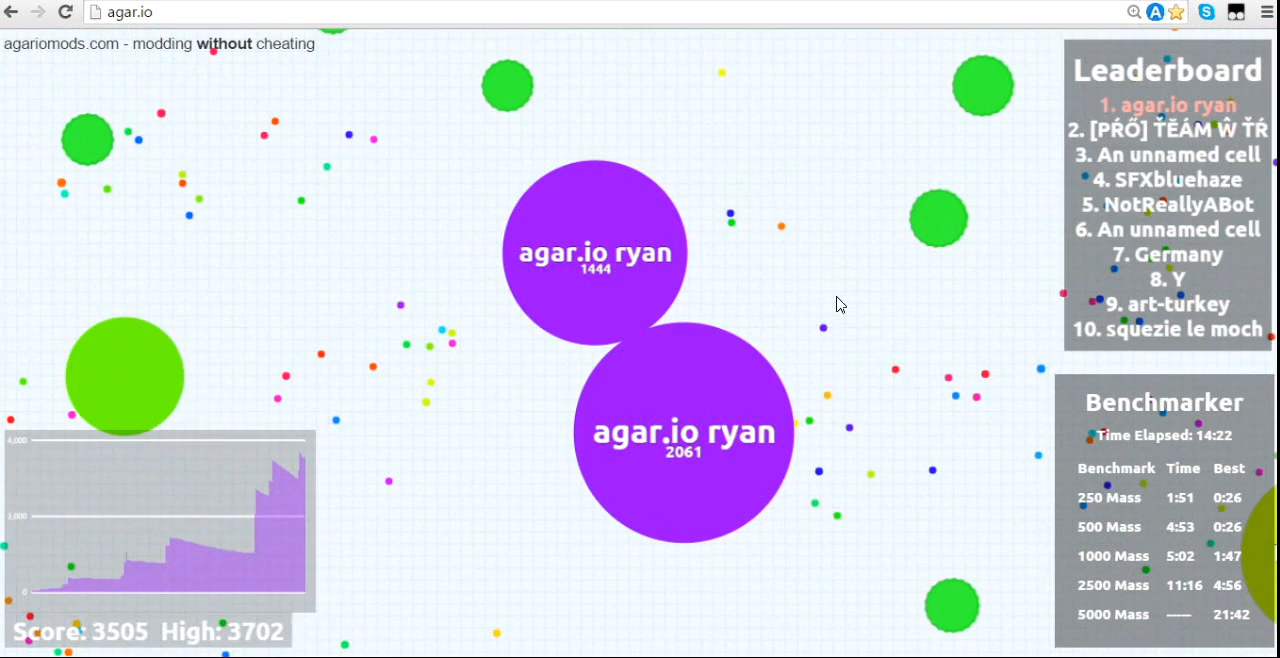 agar.io
agariomods.com - modding without cheating
Leaderboard
1. agar.io ryan
2. [PŔŐ] ŤĔÁM Ŵ ŤŔ
3. An unnamed cell
4. SFXbluehaze
5. NotReallyABot
6. An unnamed cell
7. Germany
8. Y
9. art-turkey
10. squezie le moch
agar.io ryan
1444
agar.io ryan
2061
Benchmarker
Time Elapsed: 14:22
Benchmark Time Best
250 Mass 1:51 0:26
500 Mass 4:53 0:26
1000 Mass 5:02 1:47
2500 Mass 11:16 4:56
5000 Mass —— 21:42
4,000
2,000
0
Score: 3505 High: 3702